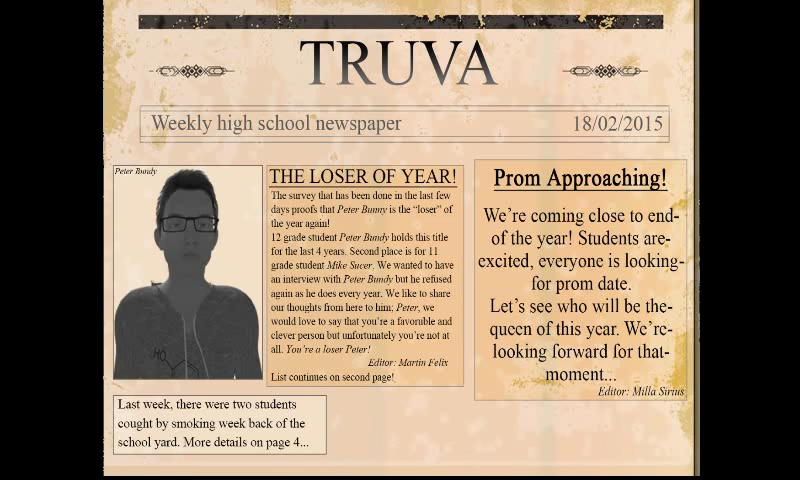 TRUVA
Weekly high school newspaper 18/02/2015
Peter Bundy
THE LOSER OF YEAR!
The survey that has been done in the last few
days proofs that Peter Bunny is the “loser” of
the year again!
12 grade student Peter Bundy holds this title
for the last 4 years. Second place is for 11
grade student Mike Sucer. We wanted to have
an interview with Peter Bundy but he refused
again as he does every year. We like to share
our thoughts from here to him; Peter, we
would love to say that you’re a favoruble and
clever person but unfortunately you’re not at
all. You’re a loser Peter!
Editor: Martin Felix
List continues on second page!
Prom Approaching!
We’re coming close to end-
of the year! Students are-
excited, everyone is looking-
for prom date.
Let’s see who will be the-
queen of this year. We’re-
looking forward for that-
moment...
Editor: Milla Sirius
Last week, there were two students
cought by smoking week back of the
school yard. More details on page 4...
HO